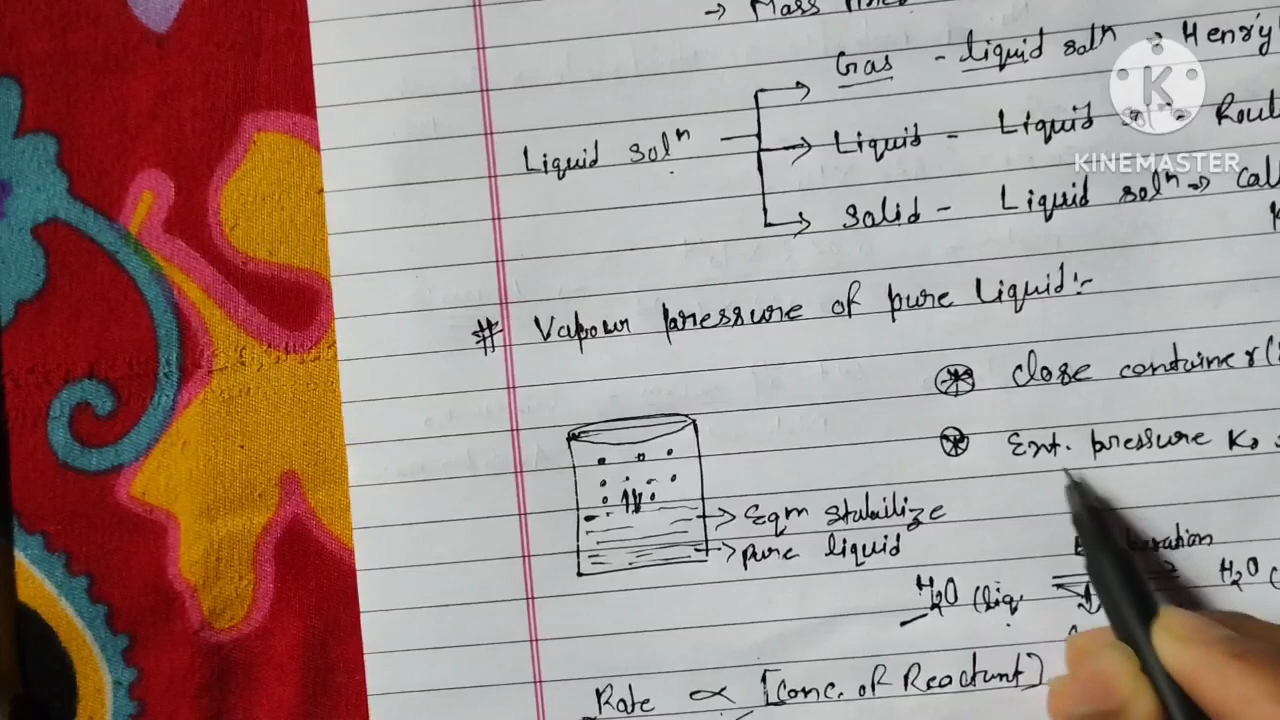 → Mass
Gas - liquid solⁿ → Henry'
Liquid solⁿ
Liquid - Liquid
Solid - Liquid solⁿ →
K
KINEMASTER
# Vapour pressure of pure liquid:-
close container
Ext. pressure
Eqm stabilize
pure liquid
H₂O (liq. H₂O (
Rate ∝ [conc. of Reactant]